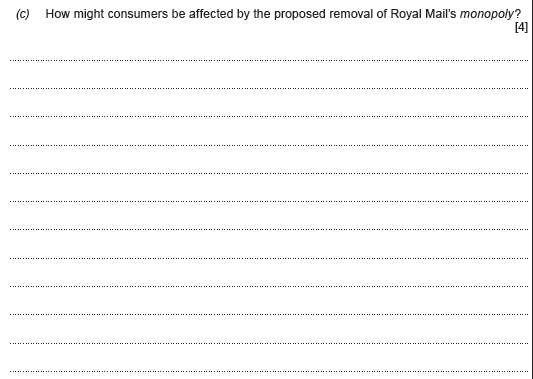 (c) How might consumers be affected by the proposed removal of Royal Mail's monopoly?
[4]